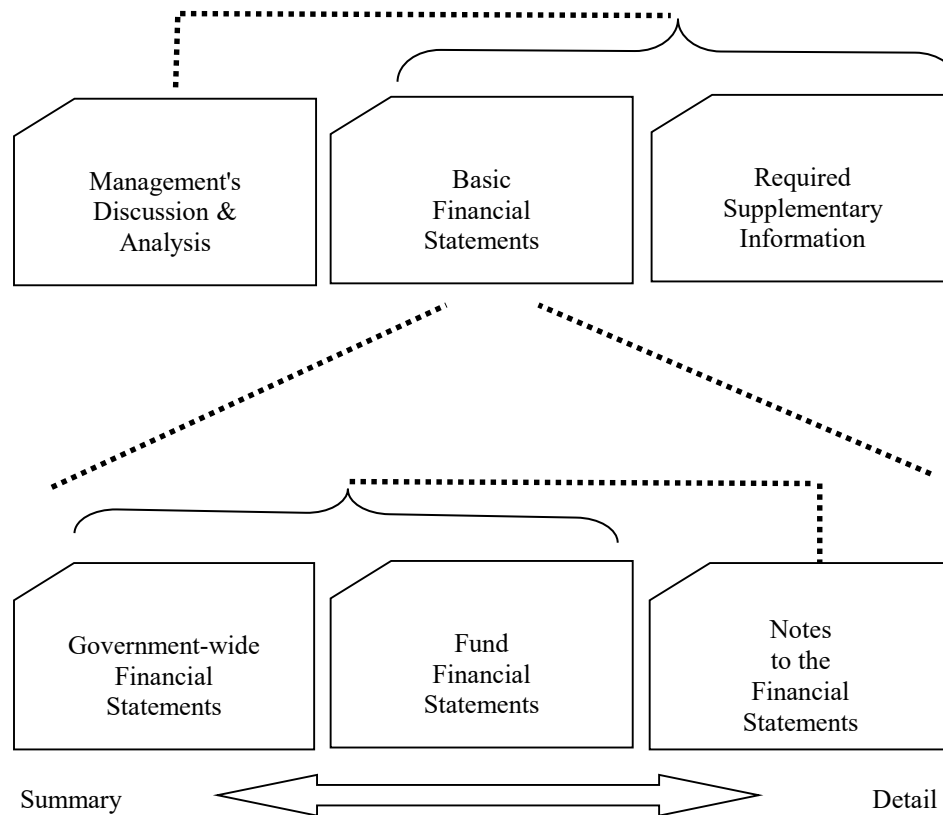 Management's
Discussion &
Analysis
Basic
Financial
Statements
Required
Supplementary
Information
Government-wide
Financial
Statements
Fund
Financial
Statements
Notes
to the
Financial
Statements
Summary
Detail